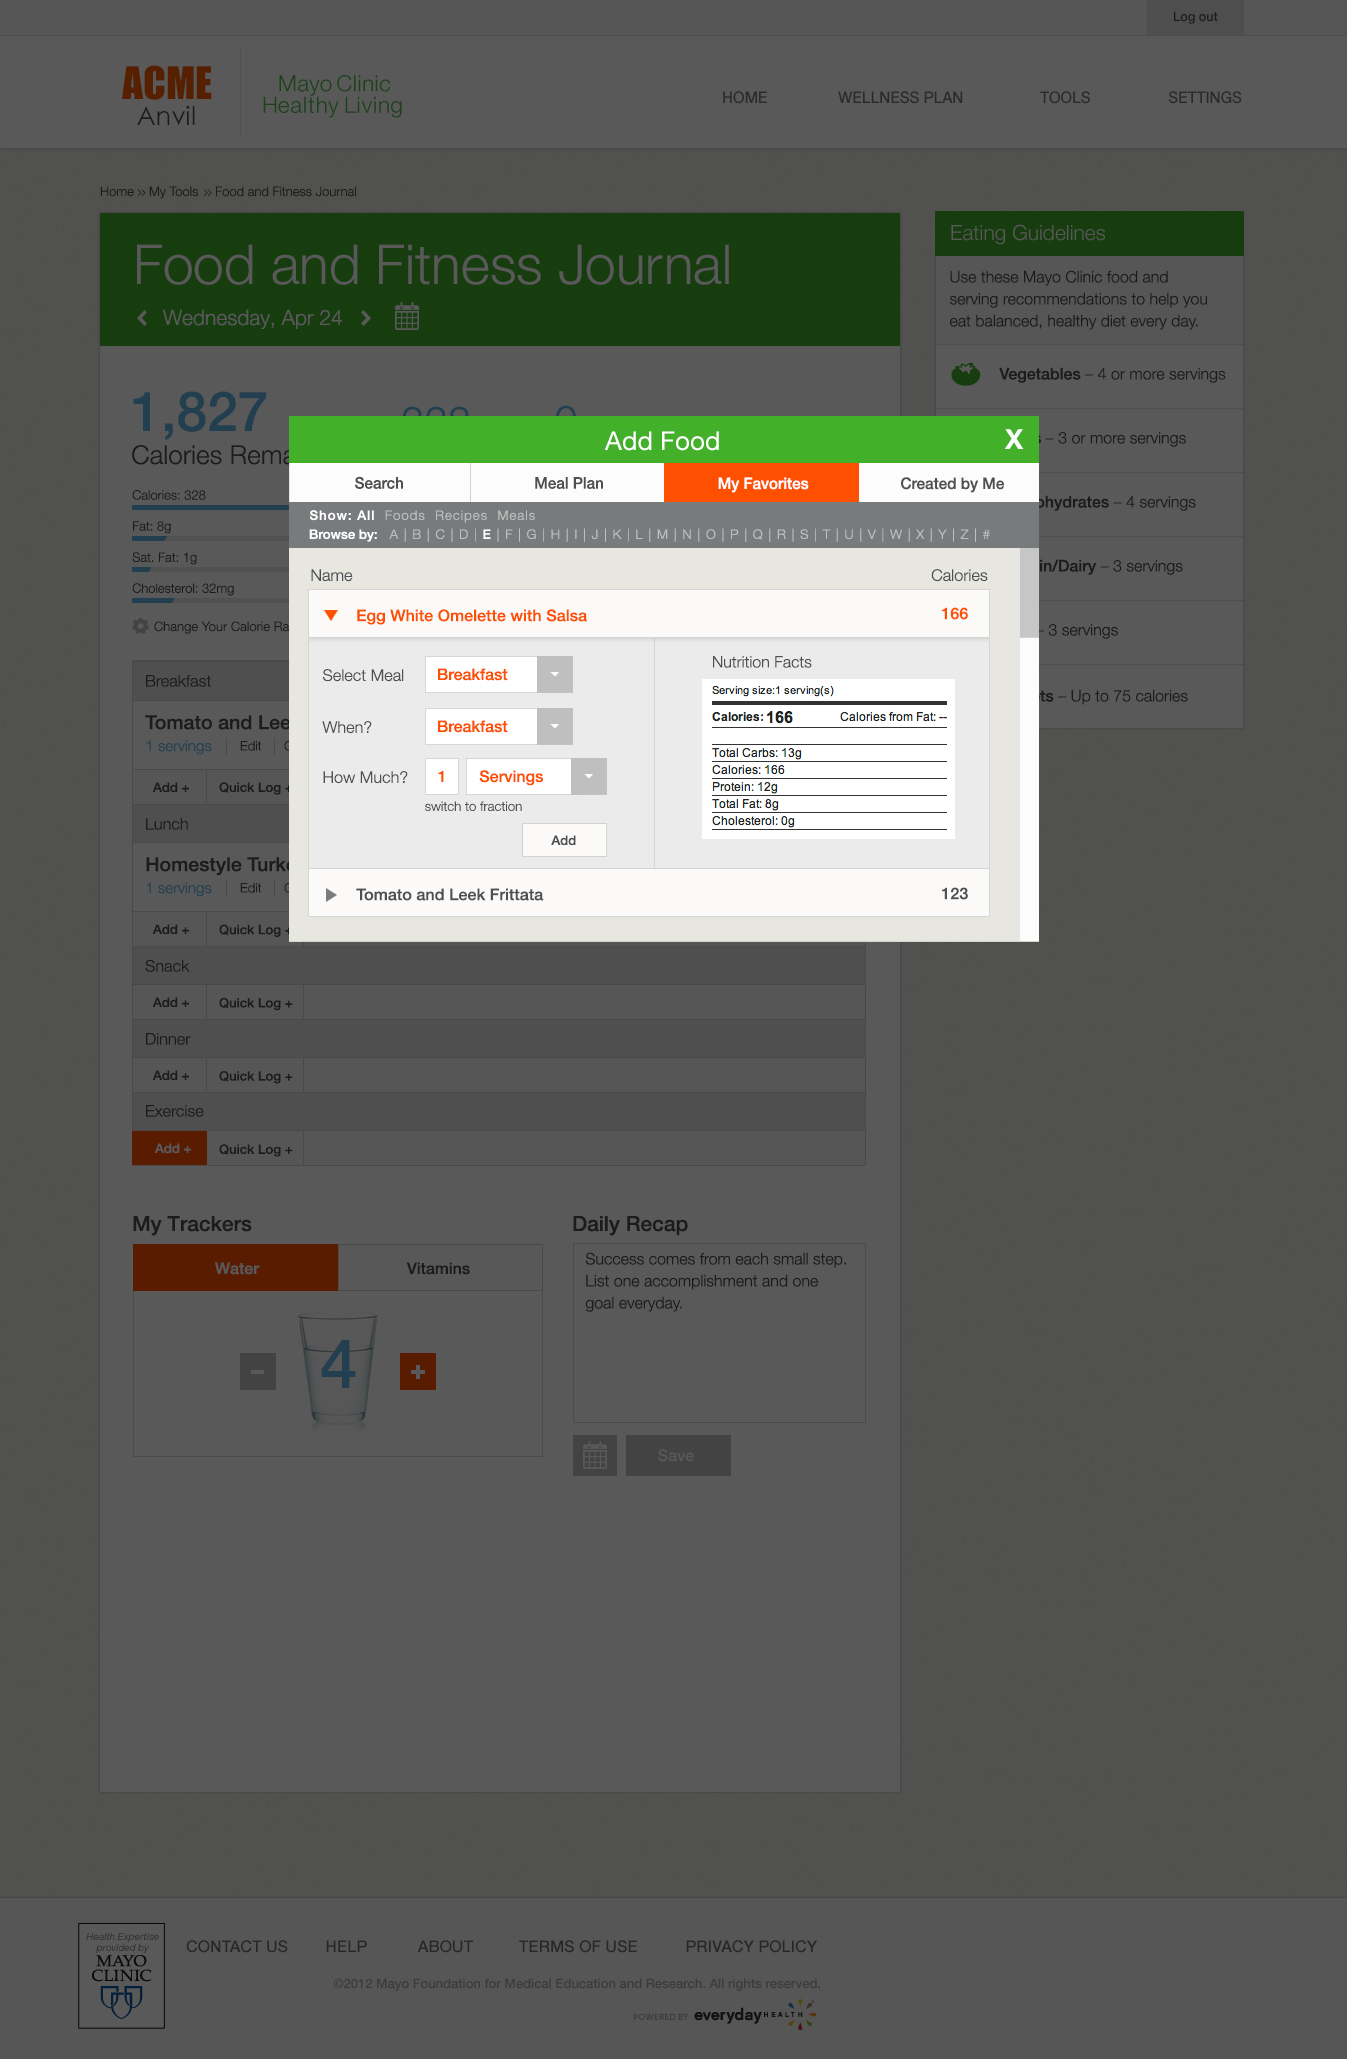 Log out
ACME
Anvil
Mayo Clinic
Healthy Living
HOME
WELLNESS PLAN
TOOLS
SETTINGS
Home » My Tools » Food and Fitness Journal
Food and Fitness Journal
Wednesday, Apr 24
1,827
Calories
Calories: 328
Fat: 8g
Sat. Fat: 1g
Cholesterol: 32mg
Change Your Calorie
Breakfast
Tomato and
1 servings | Edit
Add + Quick Log +
Lunch
Homestyle
1 servings | Edit
Add + Quick Log +
Snack
Add + Quick Log +
Dinner
Add + Quick Log +
Exercise
Add + Quick Log +
Eating Guidelines
Use these Mayo Clinic food and
serving recommendations to help you
eat balanced, healthy diet every day.
Vegetables – 4 or more servings
– 3 or more servings
– 4 servings
/Dairy – 3 servings
- 3 servings
– Up to 75 calories
Add Food
X
Search
Meal Plan
My Favorites
Created by Me
Show: All Foods Recipes Meals
Browse by: A | B | C | D | E | F | G | H | I | J | K | L | M | N | O | P | Q | R | S | T | U | V | W | X | Y | Z | #
Name
Calories
Egg White Omelette with Salsa
166
Select Meal
Breakfast
When?
Breakfast
How Much?
1
Servings
switch to fraction
Add
Nutrition Facts
Serving size:1 serving(s)
Calories: 166 Calories from Fat: --
Total Carbs: 13g
Calories: 166
Protein: 12g
Total Fat: 8g
Cholesterol: 0g
Tomato and Leek Frittata
123
My Trackers
Water
Vitamins
4
Daily Recap
Success comes from each small step.
List one accomplishment and one
goal everyday.
Save
Health Expertise
provided by
MAYO
CLINIC
CONTACT US
HELP
ABOUT
TERMS OF USE
PRIVACY POLICY
©2012 Mayo Foundation for Medical Education and Research. All rights reserved.
POWERED BY everydayHEALTH